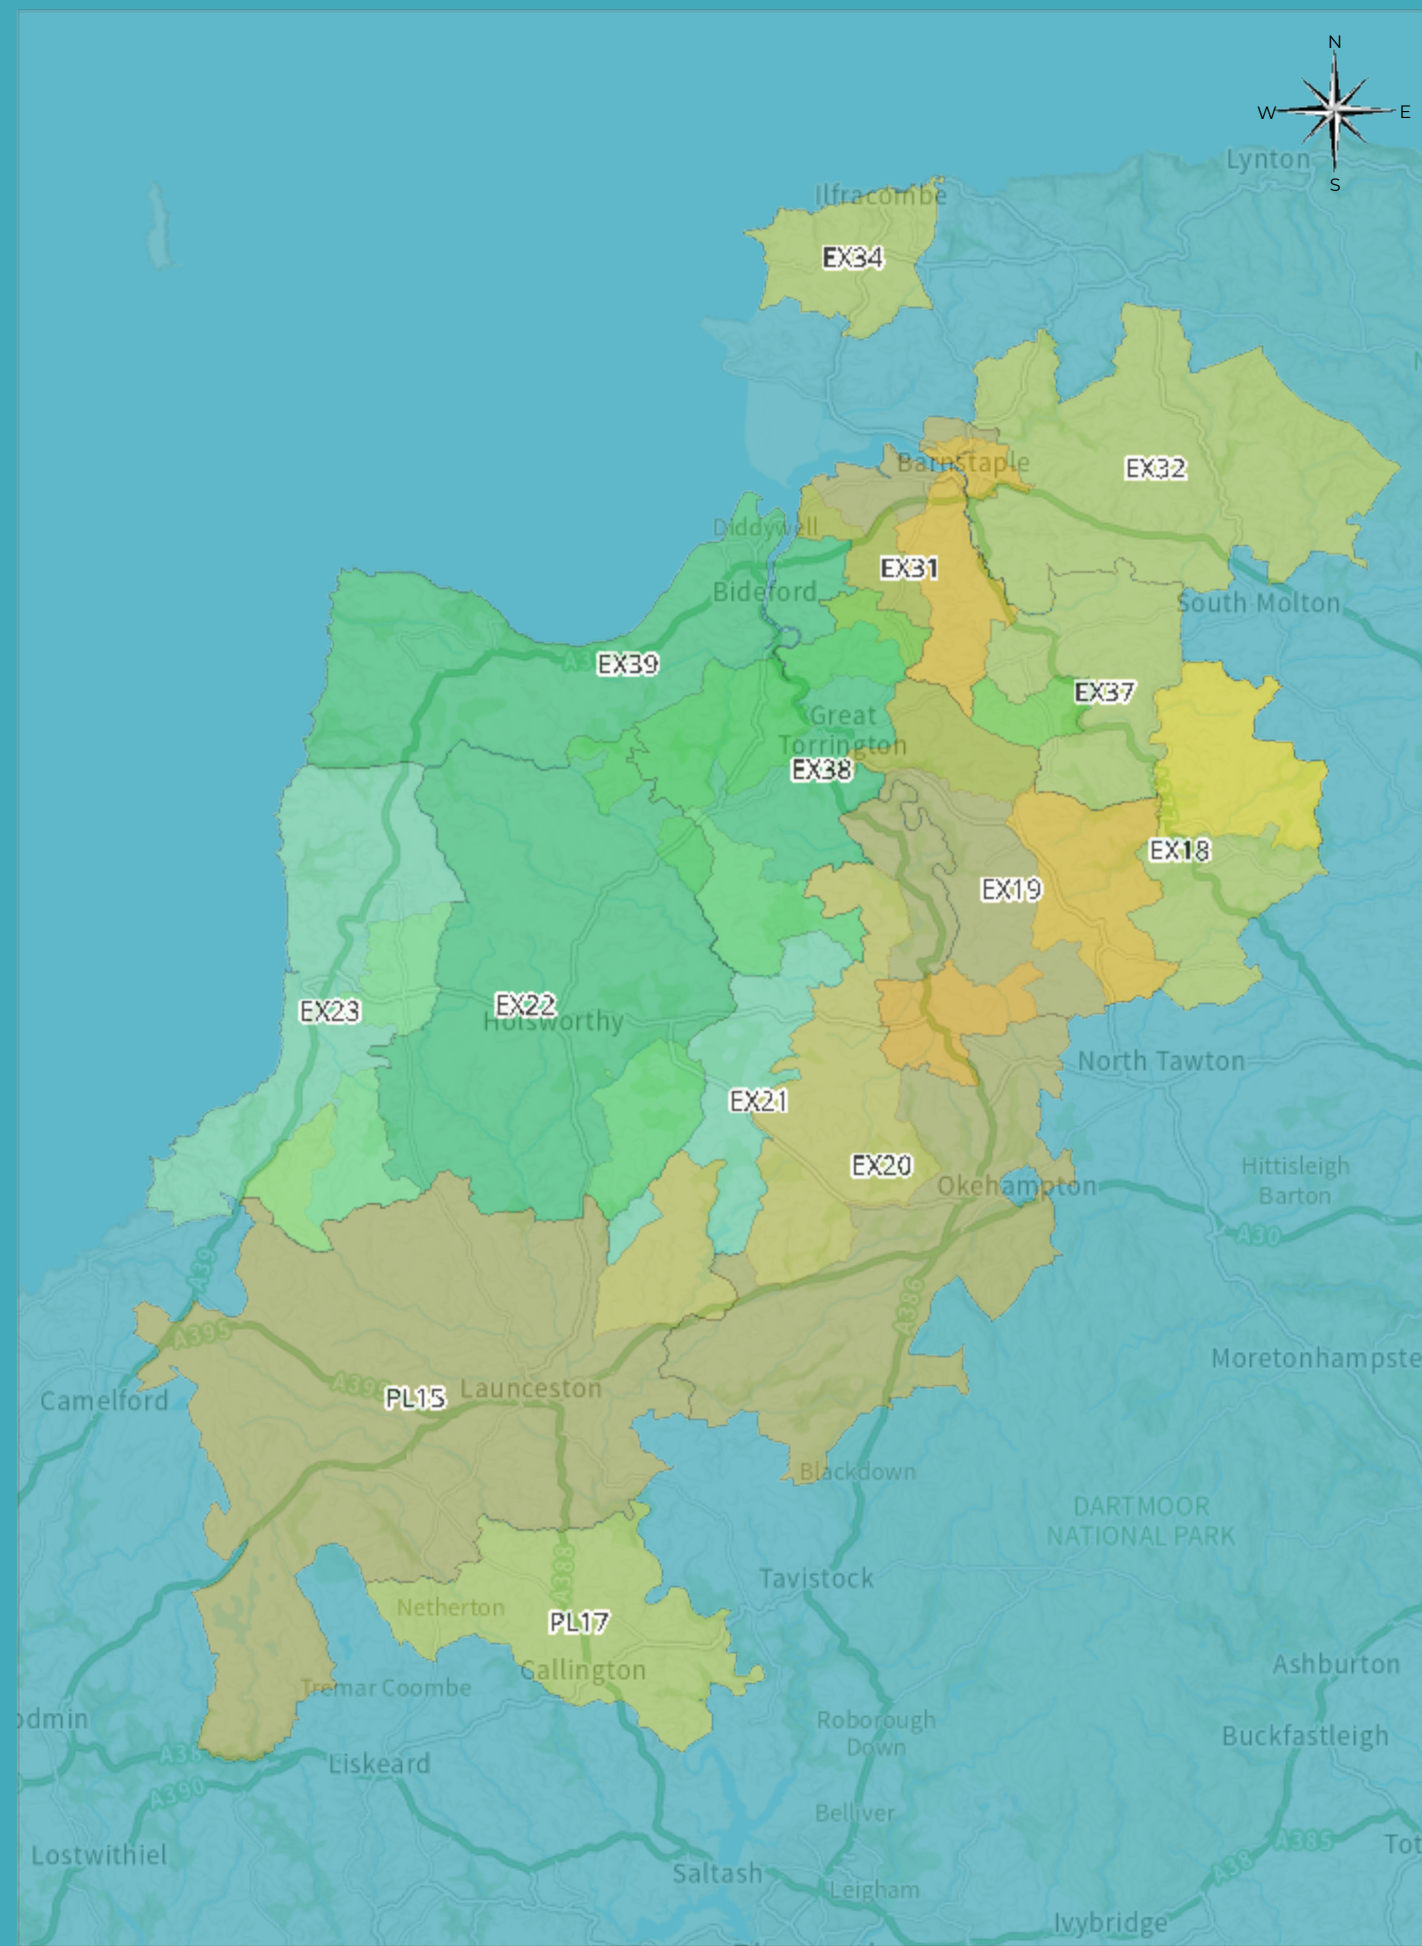 N
W
E
S
Lynton
Ilfracombe
EX34
Barnstaple
EX32
Diddywell
EX31
Bideford
South Molton
EX39
EX37
Great
Torrington
EX38
EX18
EX19
EX23
EX22
Holsworthy
North Tawton
EX21
EX20
Okehampton
Hittisleigh
Barton
A30
A39
A386
A395
Moretonhampste
A395
PL15
Launceston
Camelford
Blackdown
DARTMOOR
NATIONAL PARK
A388
Tavistock
Netherton
PL17
Callington
Ashburton
Tremar Coombe
odmin
Roborough
Down
Buckfastleigh
A38
Liskeard
A390
Belliver
A385
Tot
Lostwithiel
Saltash
A38
Leigham
Ivybridge